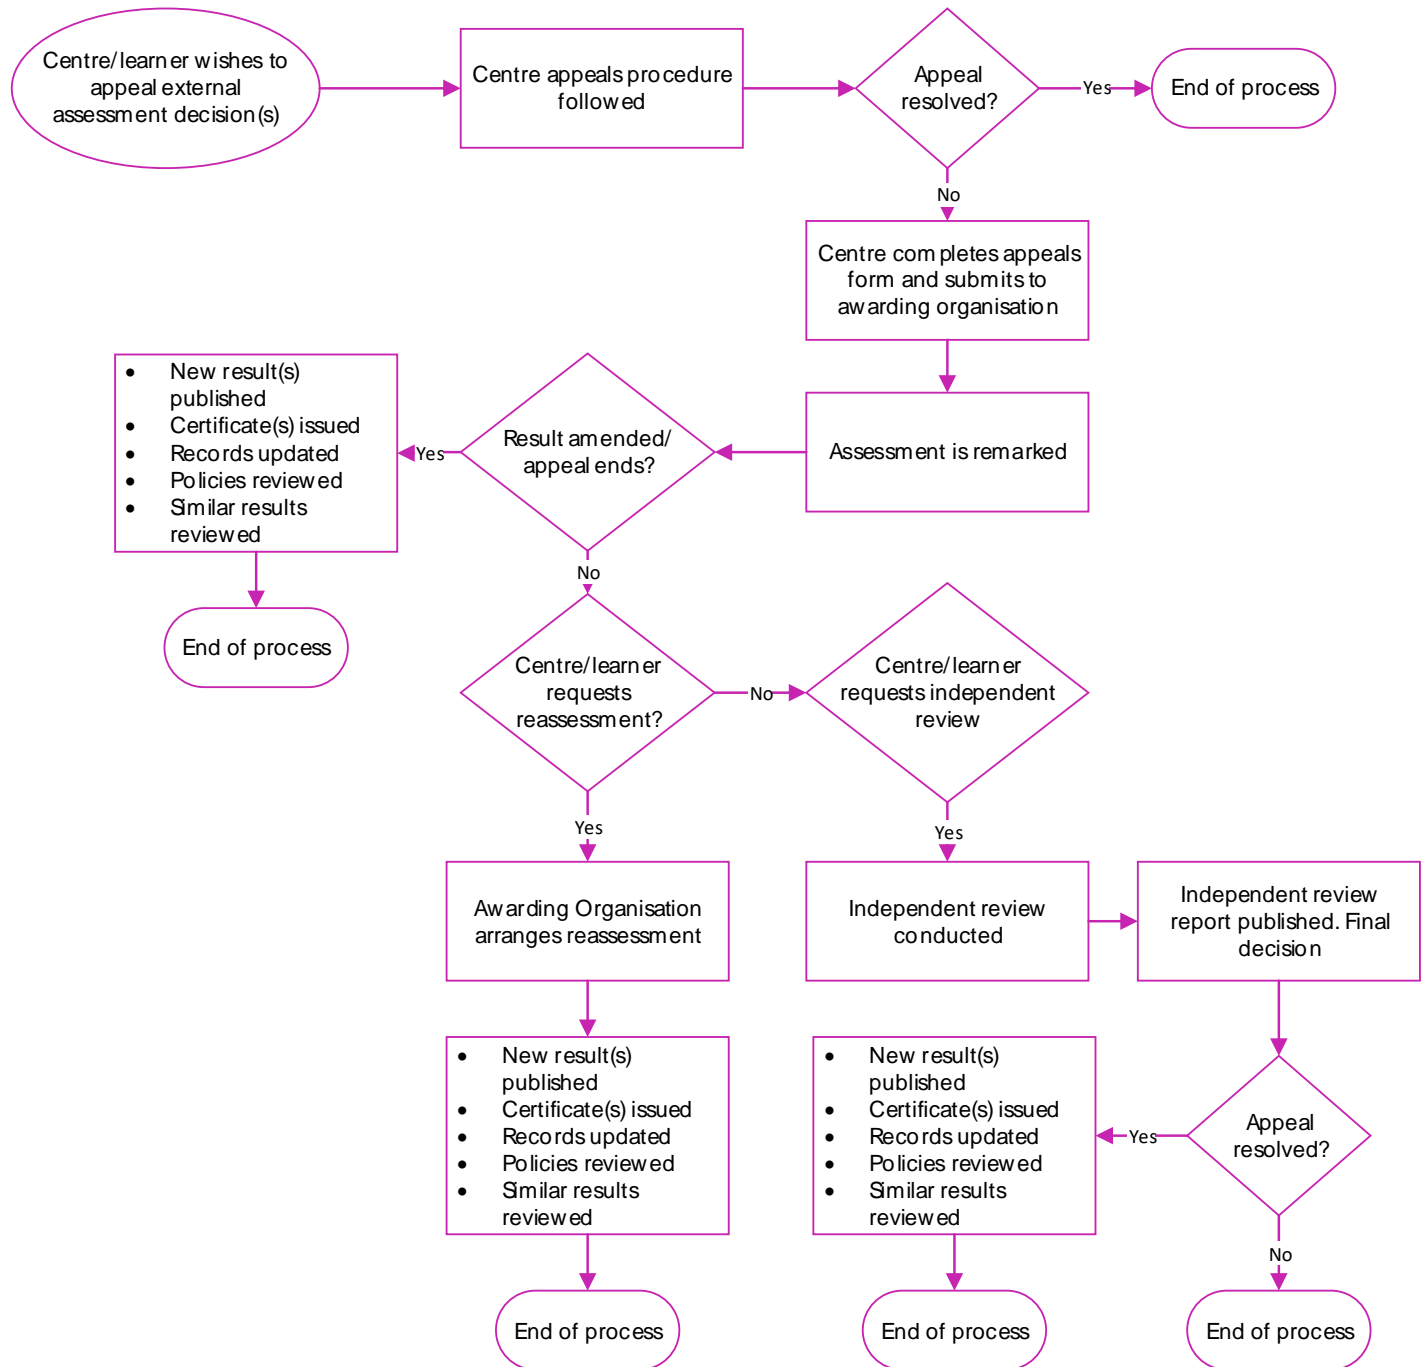 Centre/learner wishes to
appeal external
assessment decision(s)
Centre appeals procedure
followed
Appeal
resolved?
Yes
End of process
No
Centre completes appeals
form and submits to
awarding organisation
Assessment is remarked
Result amended/
appeal ends?
Yes
• New result(s)
published
• Certificate(s) issued
• Records updated
• Policies reviewed
• Similar results
reviewed
End of process
No
Centre/learner
requests
reassessment?
No
Centre/learner
requests independent
review
Yes
Awarding Organisation
arranges reassessment
• New result(s)
published
• Certificate(s) issued
• Records updated
• Policies reviewed
• Similar results
reviewed
End of process
Yes
Independent review
conducted
Independent review
report published. Final
decision
Appeal
resolved?
Yes
• New result(s)
published
• Certificate(s) issued
• Records updated
• Policies reviewed
• Similar results
reviewed
End of process
No
End of process